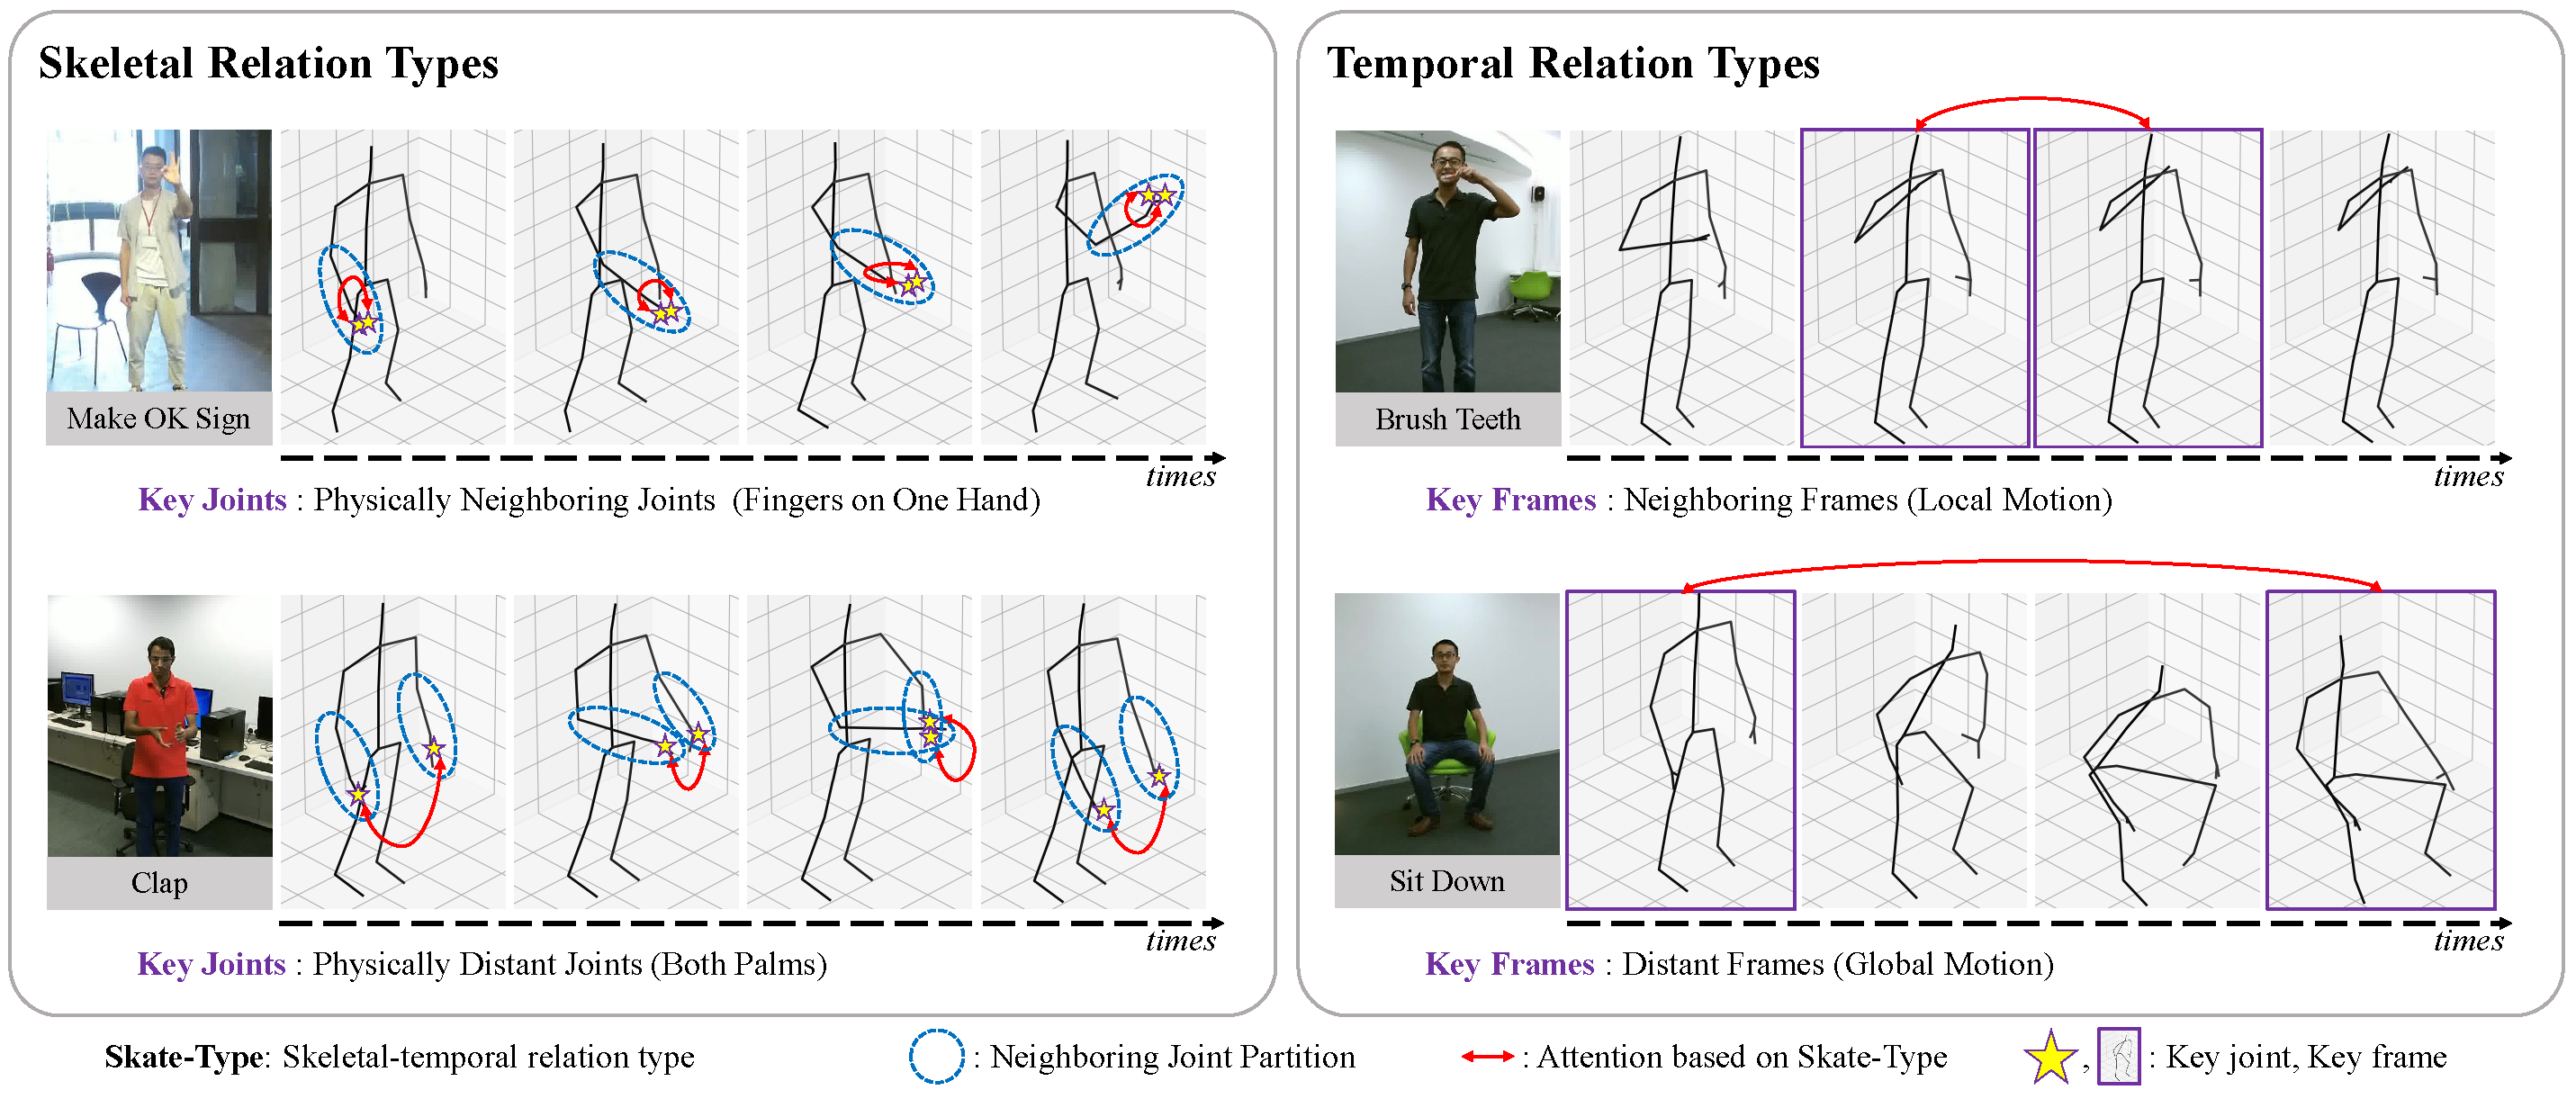 Skeletal Relation Types
Make OK Sign
times
Key Joints : Physically Neighboring Joints (Fingers on One Hand)
Clap
times
Key Joints : Physically Distant Joints (Both Palms)
Temporal Relation Types
Brush Teeth
times
Key Frames : Neighboring Frames (Local Motion)
Sit Down
times
Key Frames : Distant Frames (Global Motion)
Skate-Type: Skeletal-temporal relation type
: Neighboring Joint Partition
: Attention based on Skate-Type
, : Key joint, Key frame